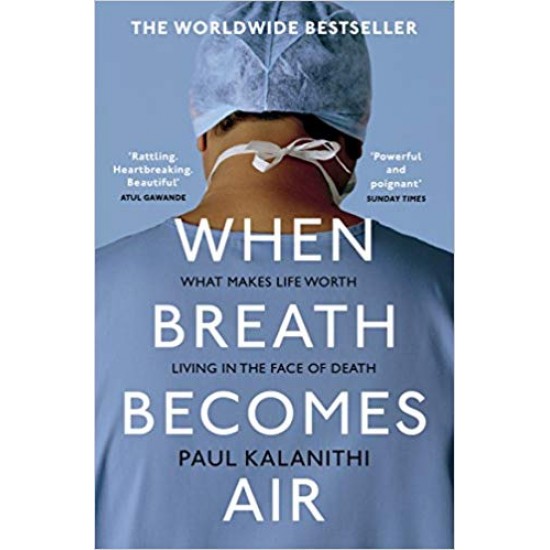 THE WORLDWIDE BESTSELLER
'Rattling.
Heartbreaking.
Beautiful'
ATUL GAWANDE
'Powerful
and
poignant'
SUNDAY TIMES
WHEN
WHAT MAKES LIFE WORTH
BREATH
LIVING IN THE FACE OF DEATH
BECOMES
PAUL KALANITHI
AIR